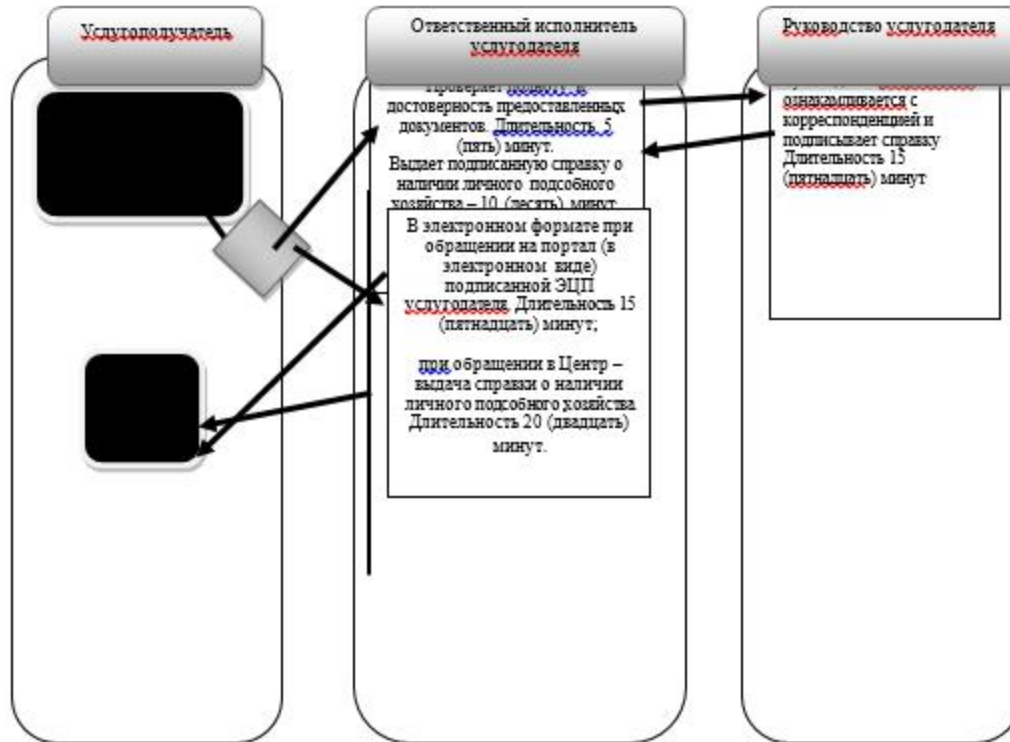 Услугополучатель
Ответственный исполнитель
услугодателя
Руководство услугодателя
Проверяет полноту и
достоверность предоставленных
документов. Длительность 5
(пять) минут.
Выдает подписанную справку о
наличии личного подсобного
хозяйства – 10 (десять) минут
В электронном формате при
обращении на портал (в
электронном виде)
подписанной ЭЦП
услугодателя. Длительность 15
(пятнадцать) минут;
при обращении в Центр –
выдача справки о наличии
личного подсобного хозяйства
Длительность 20 (двадцать)
минут.
ознакамливается с
корреспонденцией и
подписывает справку
Длительность 15
(пятнадцать) минут